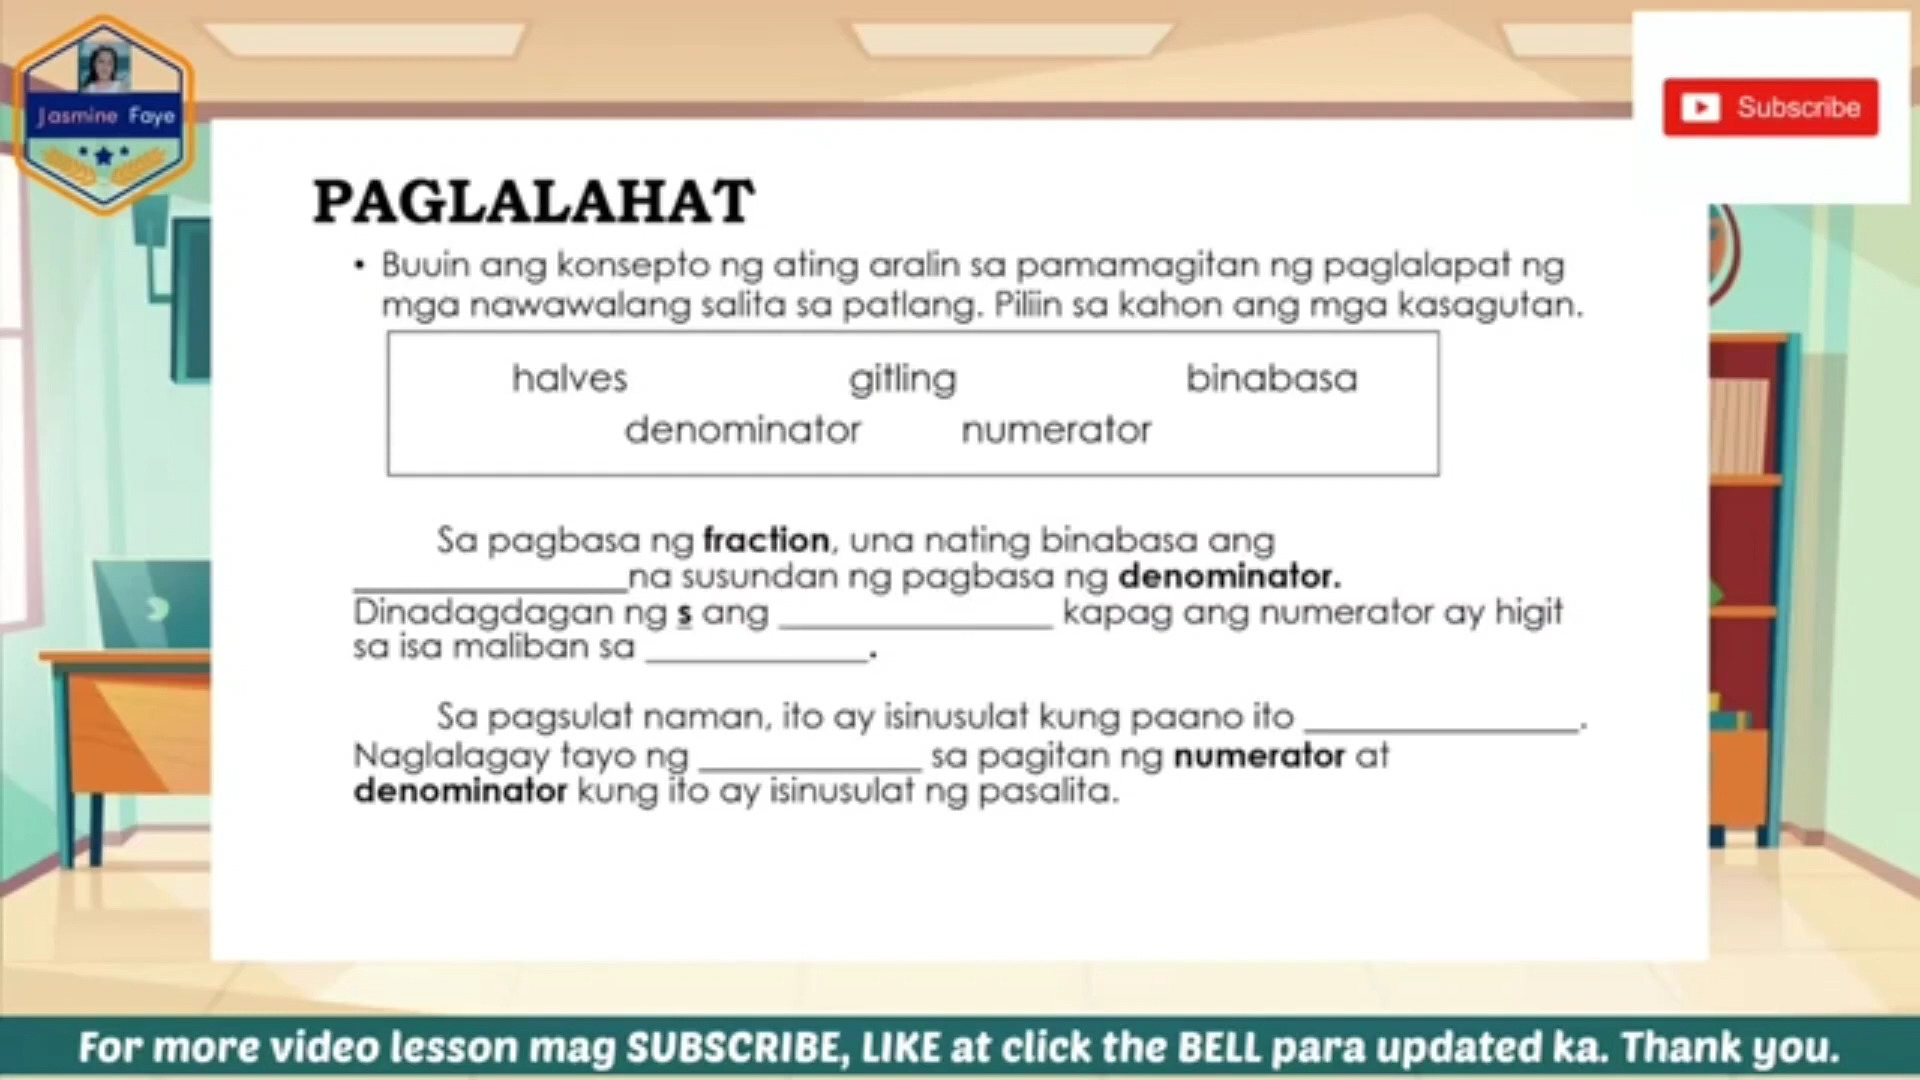 Jasmine Faye
Subscribe
PAGLALAHAT
• Buuin ang konsepto ng ating aralin sa pamamagitan ng paglalapat ng
mga nawawalang salita sa patlang. Piliin sa kahon ang mga kasagutan.
halves gitling binabasa
denominator numerator
Sa pagbasa ng fraction, una nating binabasa ang
_______________na susundan ng pagbasa ng denominator.
Dinadagdagan ng s ang _______________ kapag ang numerator ay higit
sa isa maliban sa ____________.
Sa pagsulat naman, ito ay isinusulat kung paano ito _______________.
Naglalagay tayo ng ____________ sa pagitan ng numerator at
denominator kung ito ay isinusulat ng pasalita.
For more video lesson mag SUBSCRIBE, LIKE at click the BELL para updated ka. Thank you.